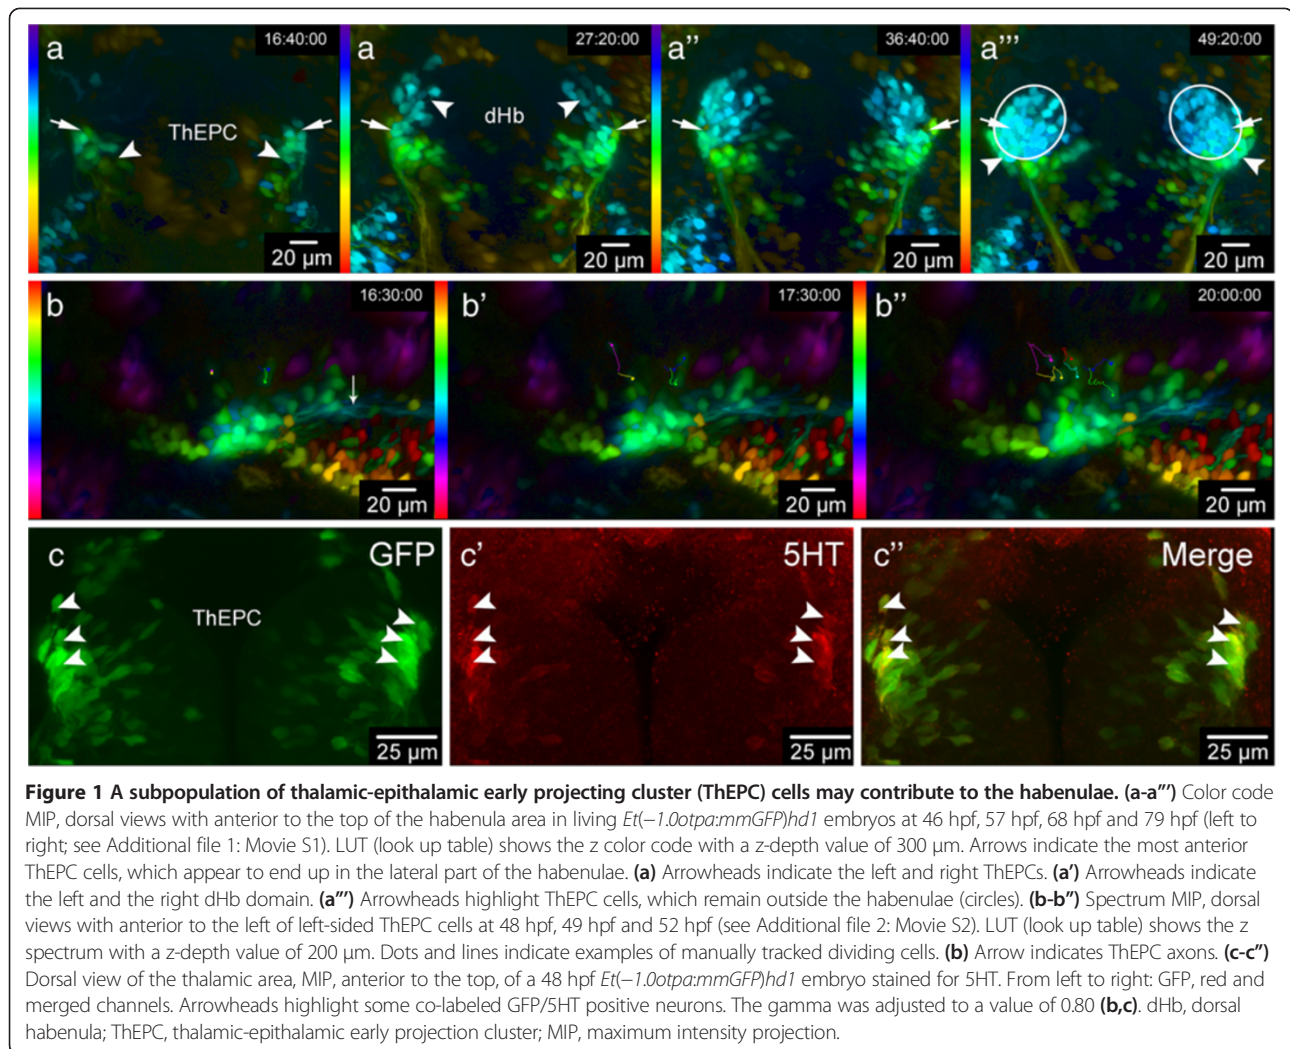 a 16:40:00 a 27:20:00 a" 36:40:00 a"' 49:20:00
ThEPC dHb
20 µm 20 µm 20 µm 20 µm
b 16:30:00 b' 17:30:00 b" 20:00:00
20 µm 20 µm 20 µm
c GFP c' 5HT c" Merge
ThEPC
25 µm 25 µm 25 µm
Figure 1 A subpopulation of thalamic-epithalamic early projecting cluster (ThEPC) cells may contribute to the habenulae. (a-a"') Color code
MIP, dorsal views with anterior to the top of the habenula area in living Et(−1.0otpa:mmGFP)hd1 embryos at 46 hpf, 57 hpf, 68 hpf and 79 hpf (left to
right; see Additional file 1: Movie S1). LUT (look up table) shows the z color code with a z-depth value of 300 µm. Arrows indicate the most anterior
ThEPC cells, which appear to end up in the lateral part of the habenulae. (a) Arrowheads indicate the left and right ThEPCs. (a') Arrowheads indicate
the left and the right dHb domain. (a"') Arrowheads highlight ThEPC cells, which remain outside the habenulae (circles). (b-b") Spectrum MIP, dorsal
views with anterior to the left of left-sided ThEPC cells at 48 hpf, 49 hpf and 52 hpf (see Additional file 2: Movie S2). LUT (look up table) shows the z
spectrum with a z-depth value of 200 µm. Dots and lines indicate examples of manually tracked dividing cells. (b) Arrow indicates ThEPC axons. (c-c")
Dorsal view of the thalamic area, MIP, anterior to the top, of a 48 hpf Et(−1.0otpa:mmGFP)hd1 embryo stained for 5HT. From left to right: GFP, red and
merged channels. Arrowheads highlight some co-labeled GFP/5HT positive neurons. The gamma was adjusted to a value of 0.80 (b,c). dHb, dorsal
habenula; ThEPC, thalamic-epithalamic early projection cluster; MIP, maximum intensity projection.